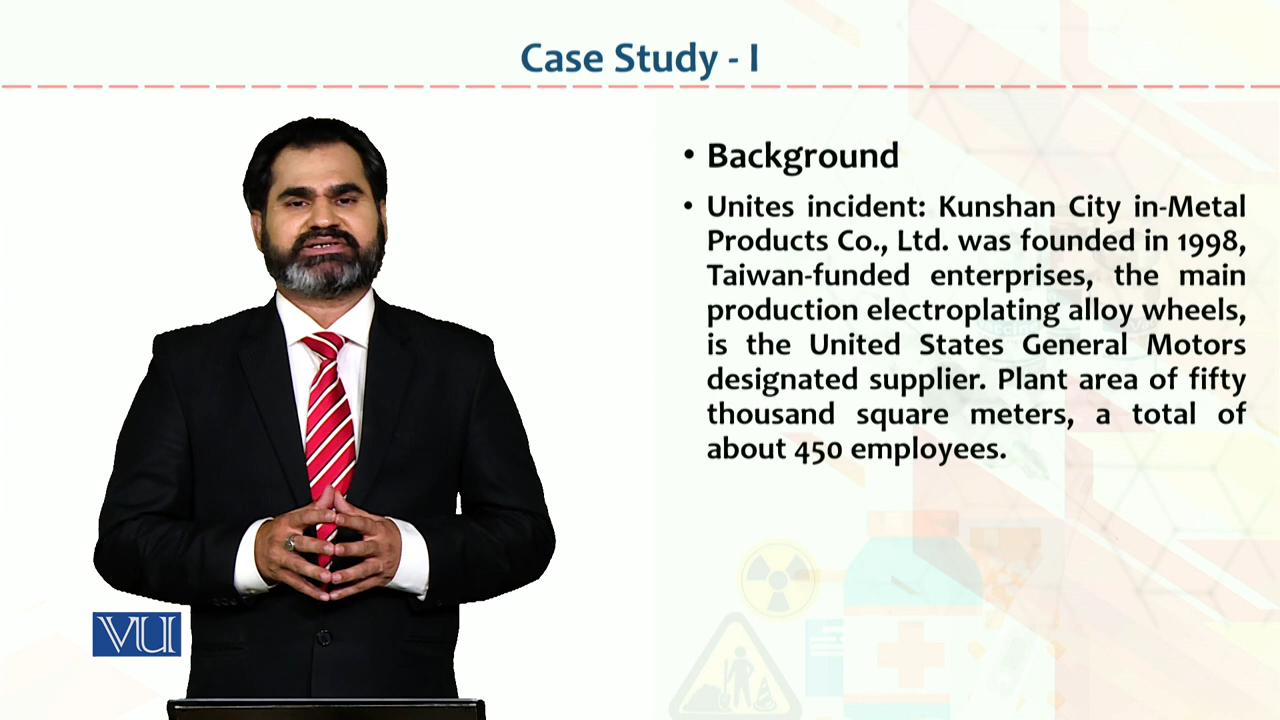 Case Study - I
• Background
• Unites incident: Kunshan City in-Metal
Products Co., Ltd. was founded in 1998,
Taiwan-funded enterprises, the main
production electroplating alloy wheels,
is the United States General Motors
designated supplier. Plant area of fifty
thousand square meters, a total of
about 450 employees.
VU